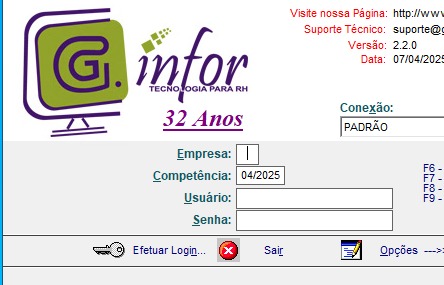 Visite nossa Página: http://www
Suporte Técnico: suporte@g
Versão: 2.2.0
Data: 07/04/2025
G.infor
TECNOLOGIA PARA RH
32 Anos
Conexão:
PADRÃO
Empresa:
Competência: 04/2025
Usuário:
Senha:
F6 -
F7 -
F8 -
F9 -
Efetuar Login... Sair Opções --->>